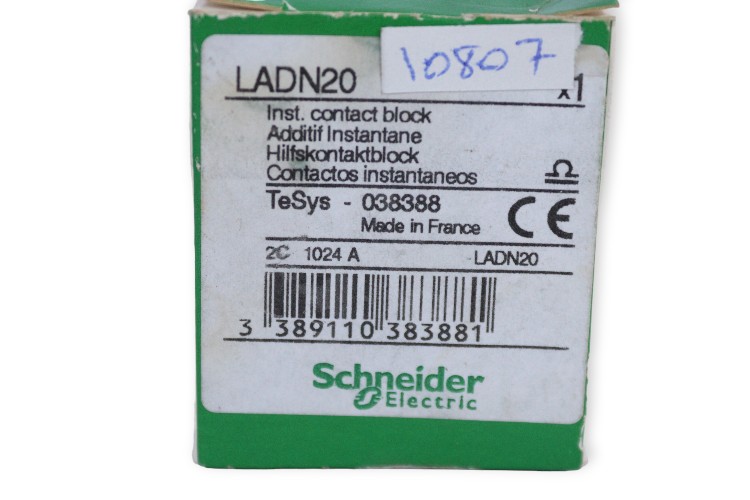 10807
LADN20
x1
Inst. contact block
Additif Instantane
Hilfskontaktblock
Contactos instantaneos
TeSys - 038388
Made in France
CE
2C 1024 A LADN20
3 389110 383881
Schneider
Electric